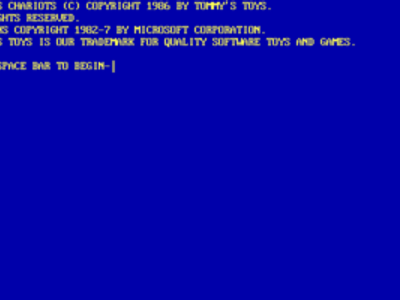 S CHARIOTS (C) COPYRIGHT 1986 BY TOMMY'S TOYS.
GHTS RESERVED.
NS COPYRIGHT 1982-7 BY MICROSOFT CORPORATION.
S TOYS IS OUR TRADEMARK FOR QUALITY SOFTWARE TOYS AND GAMES.
SPACE BAR TO BEGIN-